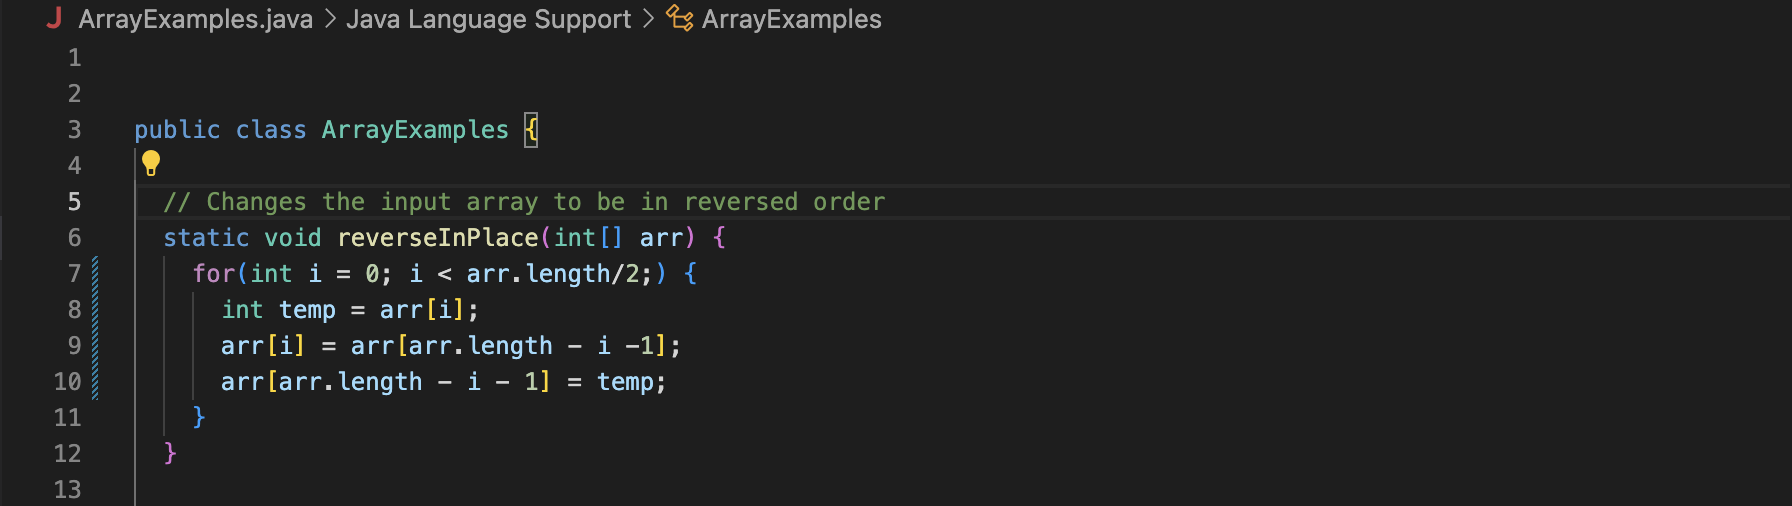 J ArrayExamples.java > Java Language Support > ArrayExamples
1
2
3 public class ArrayExamples {
4
5 // Changes the input array to be in reversed order
6 static void reverseInPlace(int[] arr) {
7 for(int i = 0; i < arr.length/2;) {
8 int temp = arr[i];
9 arr[i] = arr[arr.length - i -1];
10 arr[arr.length - i - 1] = temp;
11 }
12 }
13